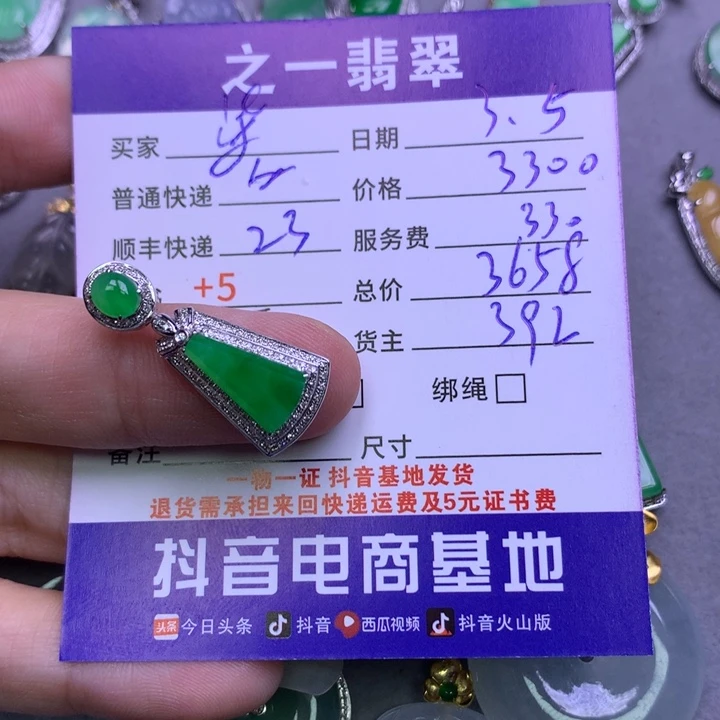 之一翡翠
买家 日期 3.5
普通快递 价格 3300
顺丰快递 23 服务费 330
+5 总价 3658
货主 392
绑绳
备注 尺寸
一物一证 抖音基地发货
退货需承担来回快递运费及5元证书费
抖音电商基地
头条 今日头条 抖音 西瓜视频 抖音火山版